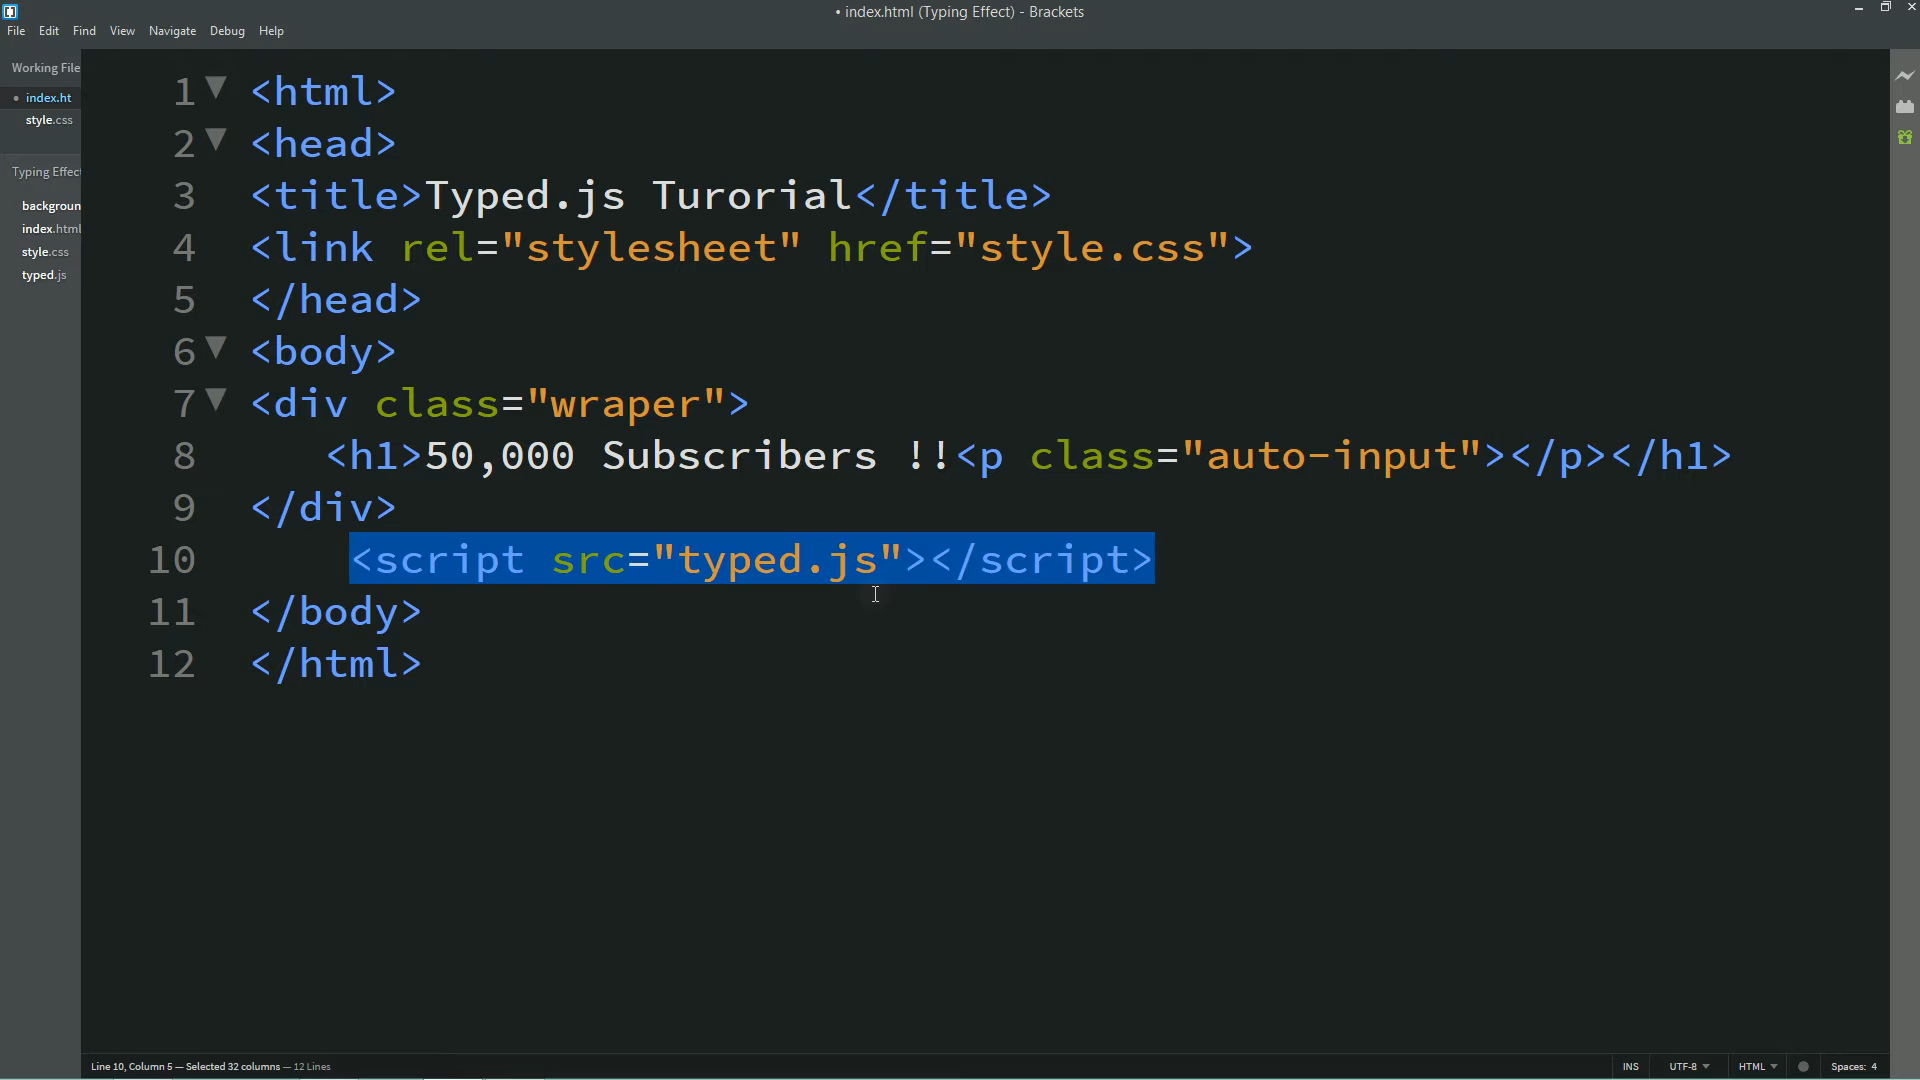 • index.html (Typing Effect) - Brackets
File Edit Find View Navigate Debug Help
Working File
• index.ht
style.css
Typing Effec
backgroun
index.html
style.css
typed.js
1 <html>
2 <head>
3 <title>Typed.js Turorial</title>
4 <link rel="stylesheet" href="style.css">
5 </head>
6 <body>
7 <div class="wraper">
8 <h1>50,000 Subscribers !!<p class="auto-input"></p></h1>
9 </div>
10 <script src="typed.js"></script>
11 </body>
12 </html>
Line 10, Column 5 — Selected 32 columns — 12 Lines
INS UTF-8 HTML Spaces: 4